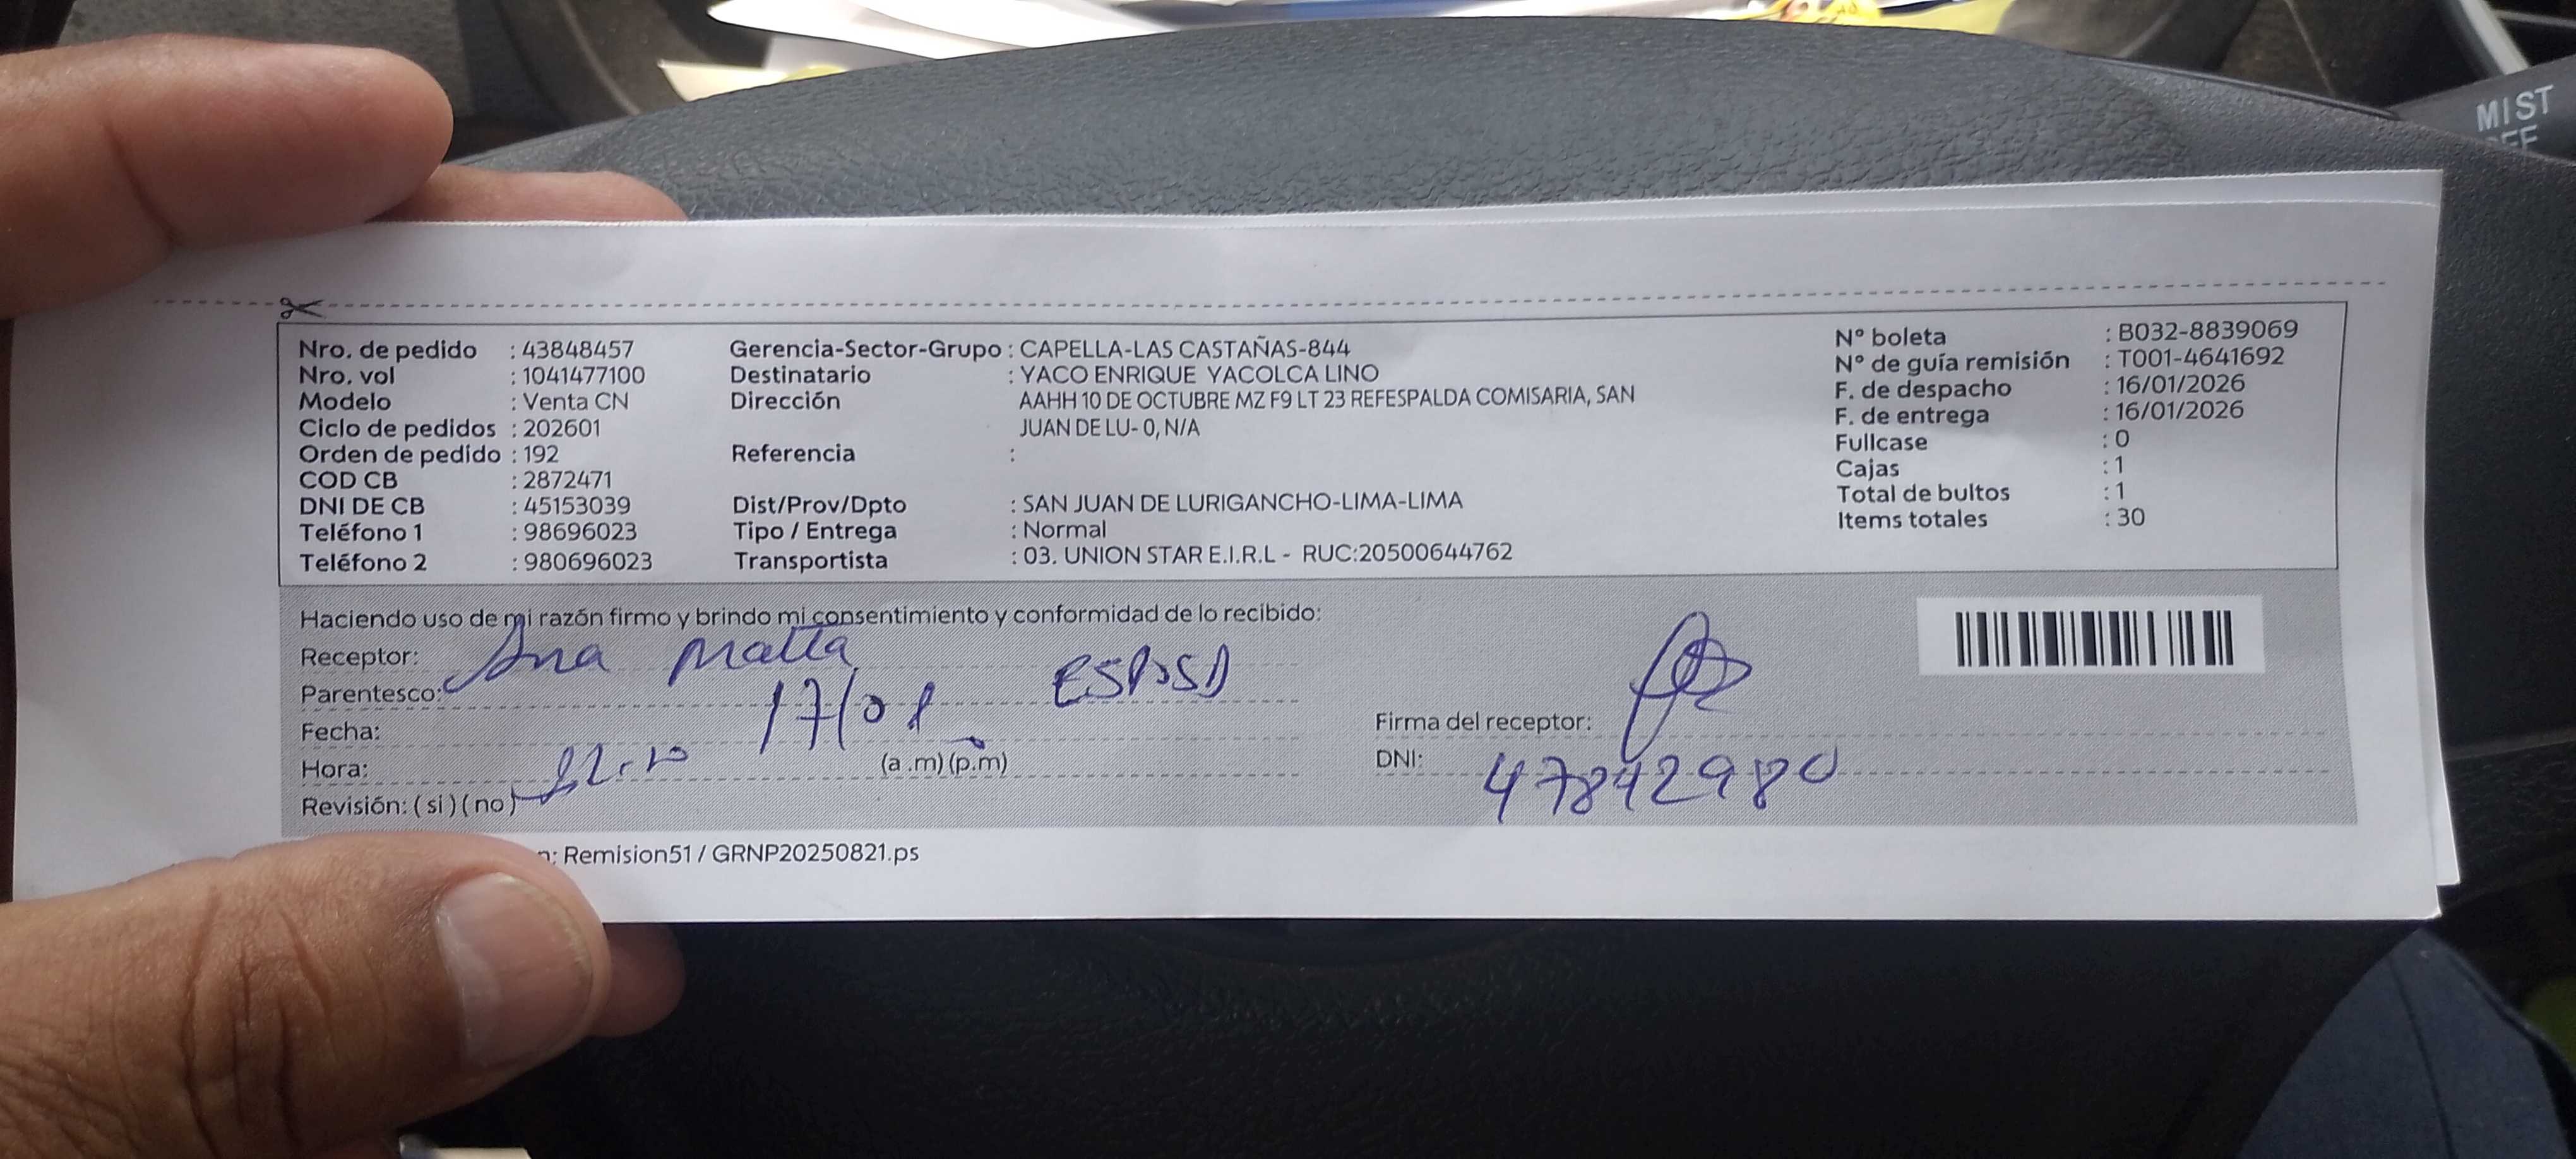 MIST
Nro. de pedido : 43848457
Nro. vol : 1041477100
Modelo : Venta CN
Ciclo de pedidos : 202601
Orden de pedido : 192
COD CB : 2872471
DNI DE CB : 45153039
Teléfono 1 : 98696023
Teléfono 2 : 980696023
Gerencia-Sector-Grupo : CAPELLA-LAS CASTAÑAS-844
Destinatario : YACO ENRIQUE YACOLCA LINO
Dirección AAHH 10 DE OCTUBRE MZ F9 LT 23 REFESPALDA COMISARIA, SAN
JUAN DE LU- 0, N/A
Referencia :
Dist/Prov/Dpto : SAN JUAN DE LURIGANCHO-LIMA-LIMA
Tipo / Entrega : Normal
Transportista : 03. UNION STAR E.I.R.L - RUC:20500644762
N° boleta : B032-8839069
N° de guía remisión : T001-4641692
F. de despacho : 16/01/2026
F. de entrega : 16/01/2026
Fullcase : 0
Cajas : 1
Total de bultos : 1
Items totales : 30
Haciendo uso de mi razón firmo y brindo mi consentimiento y conformidad de lo recibido:
Receptor: Ana Matta
Parentesco: ESPOSA
Fecha: 17/01
Hora: (a.m) (p.m)
Revisión: ( si ) ( no )
Firma del receptor:
DNI: 47842980
: Remision51 / GRNP20250821.ps